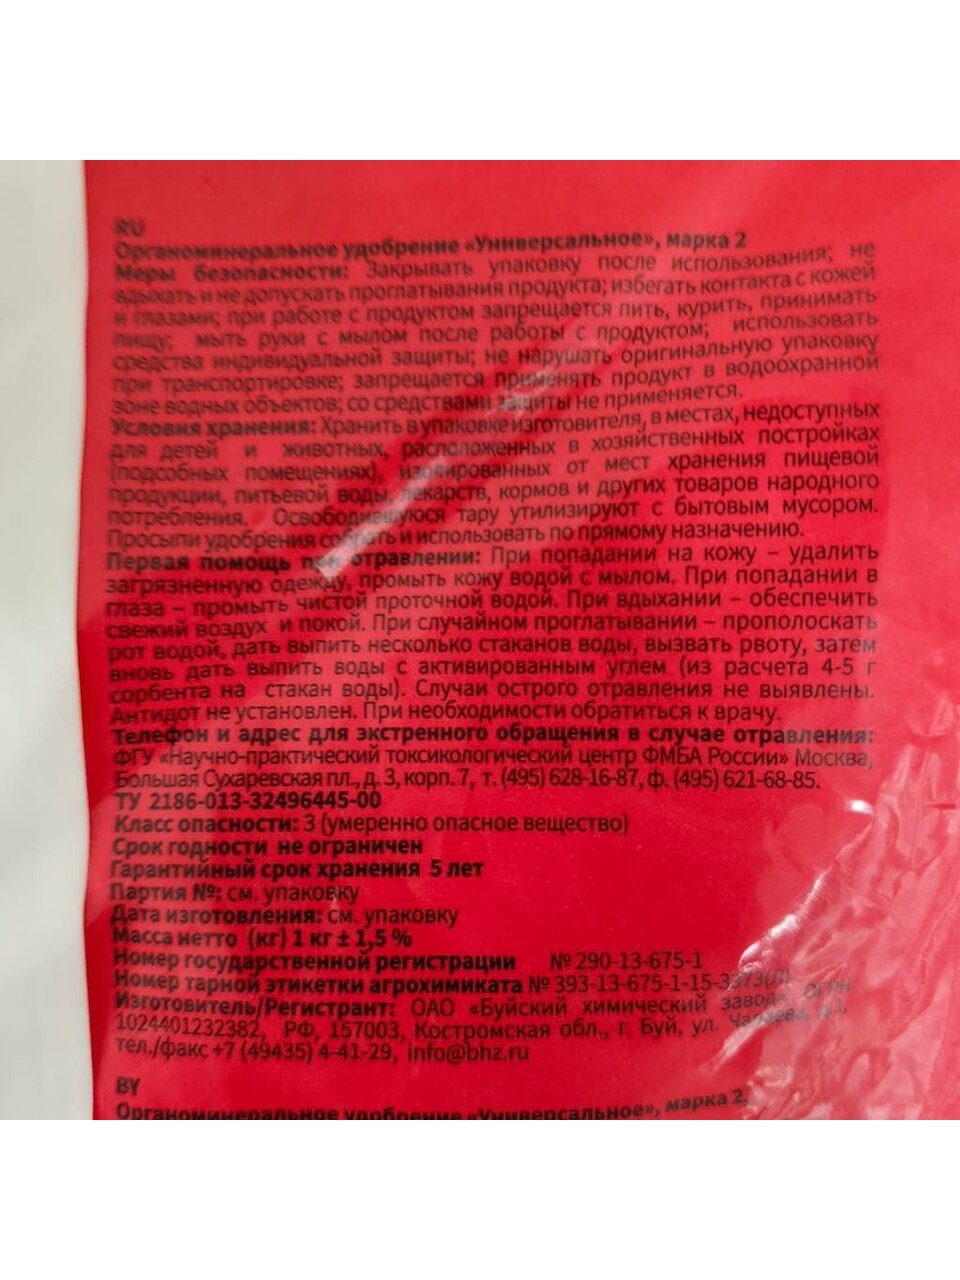 RU
Органоминеральное удобрение «Универсальное», марка 2
Меры безопасности: Закрывать упаковку после использования; не
вдыхать и не допускать проглатывания продукта; избегать контакта с кожей
и глазами; при работе с продуктом запрещается пить, курить, принимать
пищу; мыть руки с мылом после работы с продуктом; использовать
средства индивидуальной защиты; не нарушать оригинальную упаковку
при транспортировке; запрещается применять продукт в водоохранной
зоне водных объектов; со средствами защиты не применяется.
Условия хранения: Хранить в упаковке изготовителя, в местах, недоступных
для детей и животных, расположенных в хозяйственных постройках
(подсобных помещениях), изолированных от мест хранения пищевой
продукции, питьевой воды, лекарств, кормов и других товаров народного
потребления. Освободившуюся тару утилизируют с бытовым мусором.
Просыпи удобрения собрать и использовать по прямому назначению.
Первая помощь при отравлении: При попадании на кожу – удалить
загрязненную одежду, промыть кожу водой с мылом. При попадании в
глаза – промыть чистой проточной водой. При вдыхании – обеспечить
свежий воздух и покой. При случайном проглатывании – прополоскать
рот водой, дать выпить несколько стаканов воды, вызвать рвоту, затем
вновь дать выпить воды с активированным углем (из расчета 4-5 г
сорбента на стакан воды). Случаи острого отравления не выявлены.
Антидот не установлен. При необходимости обратиться к врачу.
Телефон и адрес для экстренного обращения в случае отравления:
ФГУ «Научно-практический токсикологический центр ФМБА России» Москва,
Большая Сухаревская пл., д. 3, корп. 7, т. (495) 628-16-87, ф. (495) 621-68-85.
ТУ 2186-013-32496445-00
Класс опасности: 3 (умеренно опасное вещество)
Срок годности не ограничен
Гарантийный срок хранения 5 лет
Партия №: см. упаковку
Дата изготовления: см. упаковку
Масса нетто (кг) 1 кг ± 1,5 %
Номер государственной регистрации № 290-13-675-1
Номер тарной этикетки агрохимиката № 393-13-675-1-15-3373(Л)
Изготовитель/Регистрант: ОАО «Буйский химический завод», ОГРН
1024401232382, РФ, 157003, Костромская обл., г. Буй, ул. Чапаева, д.1,
тел./факс +7 (49435) 4-41-29, info@bhz.ru
BY
Органоминеральное удобрение «Универсальное», марка 2,